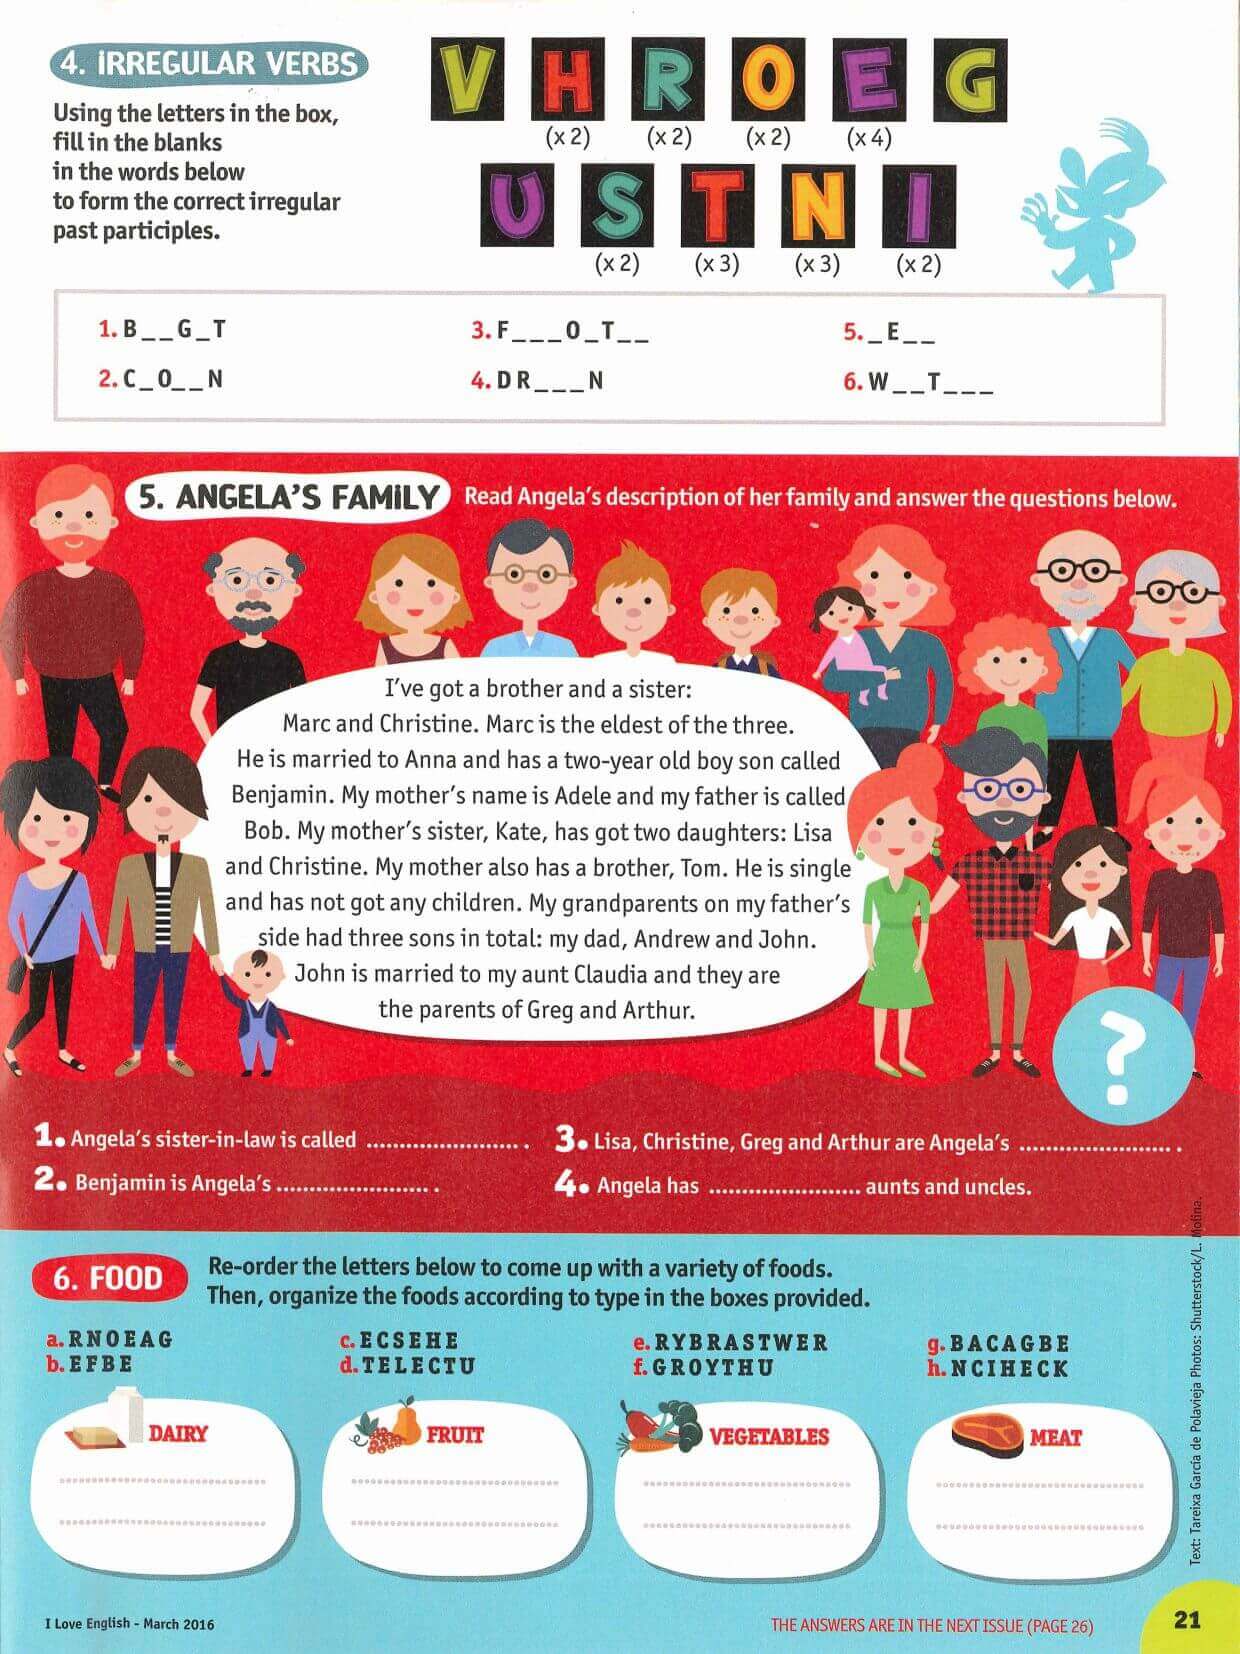 4. IRREGULAR VERBS
Using the letters in the box,
fill in the blanks
in the words below
to form the correct irregular
past participles.
V H R O E G
(x 2) (x 2) (x 2) (x 4)
U S T N I
(x 2) (x 3) (x 3) (x 2)
1. B _ _ G _ T
2. C _ O _ _ N
3. F _ _ _ O _ T _ _
4. D R _ _ _ N
5. _ E _ _
6. W _ _ T _ _ _
5. ANGELA'S FAMILY
Read Angela's description of her family and answer the questions below.
I've got a brother and a sister:
Marc and Christine. Marc is the eldest of the three.
He is married to Anna and has a two-year old boy son called
Benjamin. My mother's name is Adele and my father is called
Bob. My mother's sister, Kate, has got two daughters: Lisa
and Christine. My mother also has a brother, Tom. He is single
and has not got any children. My grandparents on my father's
side had three sons in total: my dad, Andrew and John.
John is married to my aunt Claudia and they are
the parents of Greg and Arthur.
?
1. Angela's sister-in-law is called ........................ .
2. Benjamin is Angela's ........................ .
3. Lisa, Christine, Greg and Arthur are Angela's ........................ .
4. Angela has ........................ aunts and uncles.
6. FOOD
Re-order the letters below to come up with a variety of foods.
Then, organize the foods according to type in the boxes provided.
a. RNOEAG
b. EFBE
c. ECSEHE
d. TELECTU
e. RYBRASTWER
f. GROYTHU
g. BACAGBE
h. NCIHECK
DAIRY
FRUIT
VEGETABLES
MEAT
Text: Tareixa García de Polavieja Photos: Shutterstock/L. Molina.
I Love English - March 2016
THE ANSWERS ARE IN THE NEXT ISSUE (PAGE 26)
21